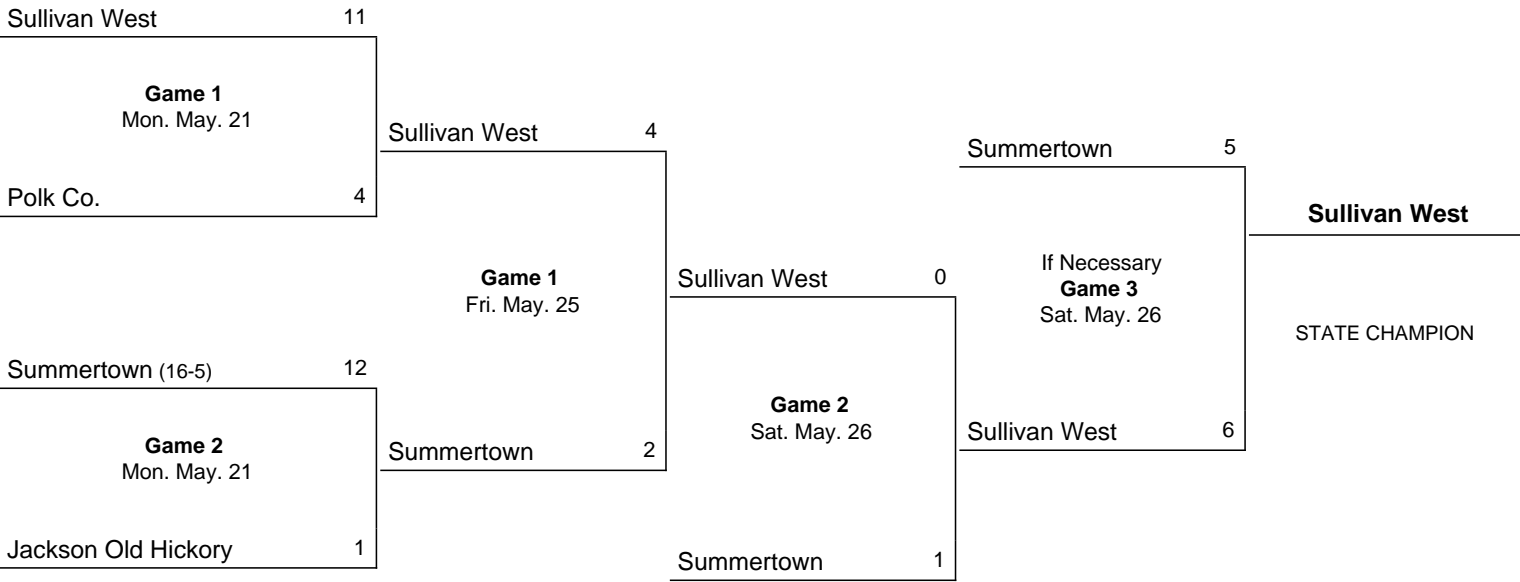 Sullivan West 11
Game 1
Mon. May. 21
Polk Co. 4
Summertown (16-5) 12
Game 2
Mon. May. 21
Jackson Old Hickory 1
Sullivan West 4
Game 1
Fri. May. 25
Summertown 2
Sullivan West 0
Game 2
Sat. May. 26
Summertown 1
Summertown 5
If Necessary
Game 3
Sat. May. 26
Sullivan West 6
Sullivan West
STATE CHAMPION